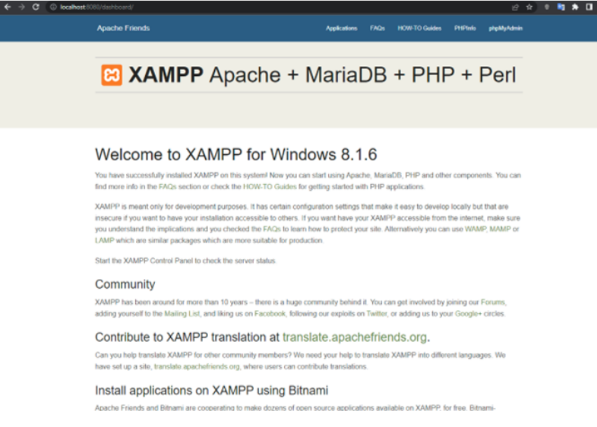 localhost:8080/dashboard/
Apache Friends
Applications FAQs HOW-TO Guides PHPInfo phpMyAdmin
XAMPP Apache + MariaDB + PHP + Perl
Welcome to XAMPP for Windows 8.1.6
You have successfully installed XAMPP on this system! Now you can start using Apache, MariaDB, PHP and other components. You can
find more info in the FAQs section or check the HOW-TO Guides for getting started with PHP applications.
XAMPP is meant only for development purposes. It has certain configuration settings that make it easy to develop locally but that are
insecure if you want to have your installation accessible to others. If you want have your XAMPP accessible from the internet, make sure
you understand the implications and you checked the FAQs to learn how to protect your site. Alternatively you can use WAMP, MAMP or
LAMP which are similar packages which are more suitable for production.
Start the XAMPP Control Panel to check the server status.
Community
XAMPP has been around for more than 10 years – there is a huge community behind it. You can get involved by joining our Forums,
adding yourself to the Mailing List, and liking us on Facebook, following our exploits on Twitter, or adding us to your Google+ circles.
Contribute to XAMPP translation at translate.apachefriends.org.
Can you help translate XAMPP for other community members? We need your help to translate XAMPP into different languages. We
have set up a site, translate.apachefriends.org, where users can contribute translations.
Install applications on XAMPP using Bitnami
Apache Friends and Bitnami are cooperating to make dozens of open source applications available on XAMPP, for free. Bitnami-